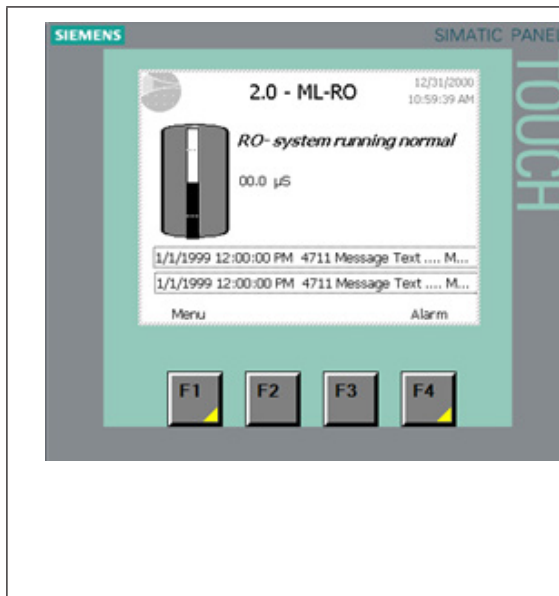 SIEMENS
SIMATIC PANEL
TOUCH
2.0 - ML-RO
12/31/2000
10:59:39 AM
RO- system running normal
00.0 µS
1/1/1999 12:00:00 PM 4711 Message Text .... M...
1/1/1999 12:00:00 PM 4711 Message Text .... M...
Menu
Alarm
F1
F2
F3
F4